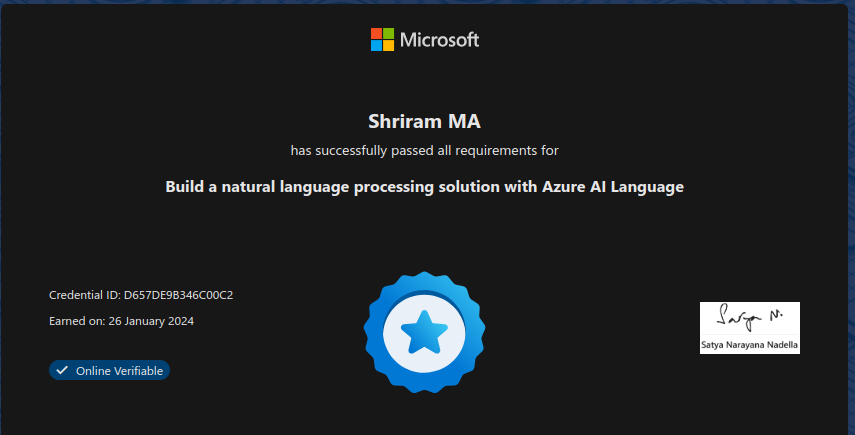 Microsoft
Shriram MA
has successfully passed all requirements for
Build a natural language processing solution with Azure AI Language
Credential ID: D657DE9B346C00C2
Earned on: 26 January 2024
Online Verifiable
Satya N.
Satya Narayana Nadella